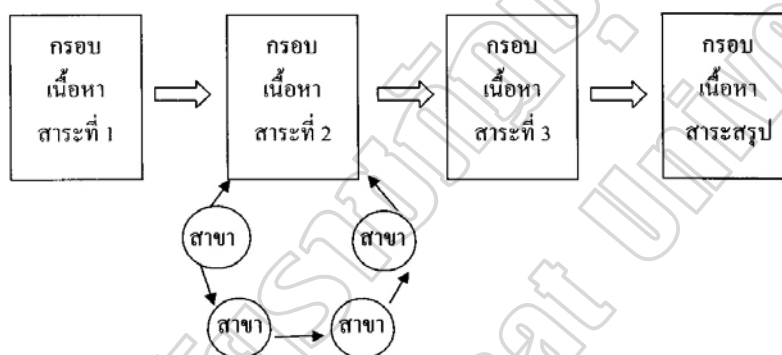 กรอบ
เนื้อหา
สาระที่ 1
กรอบ
เนื้อหา
สาระที่ 2
กรอบ
เนื้อหา
สาระที่ 3
กรอบ
เนื้อหา
สาระสรุป
สาขา
สาขา
สาขา
สาขา